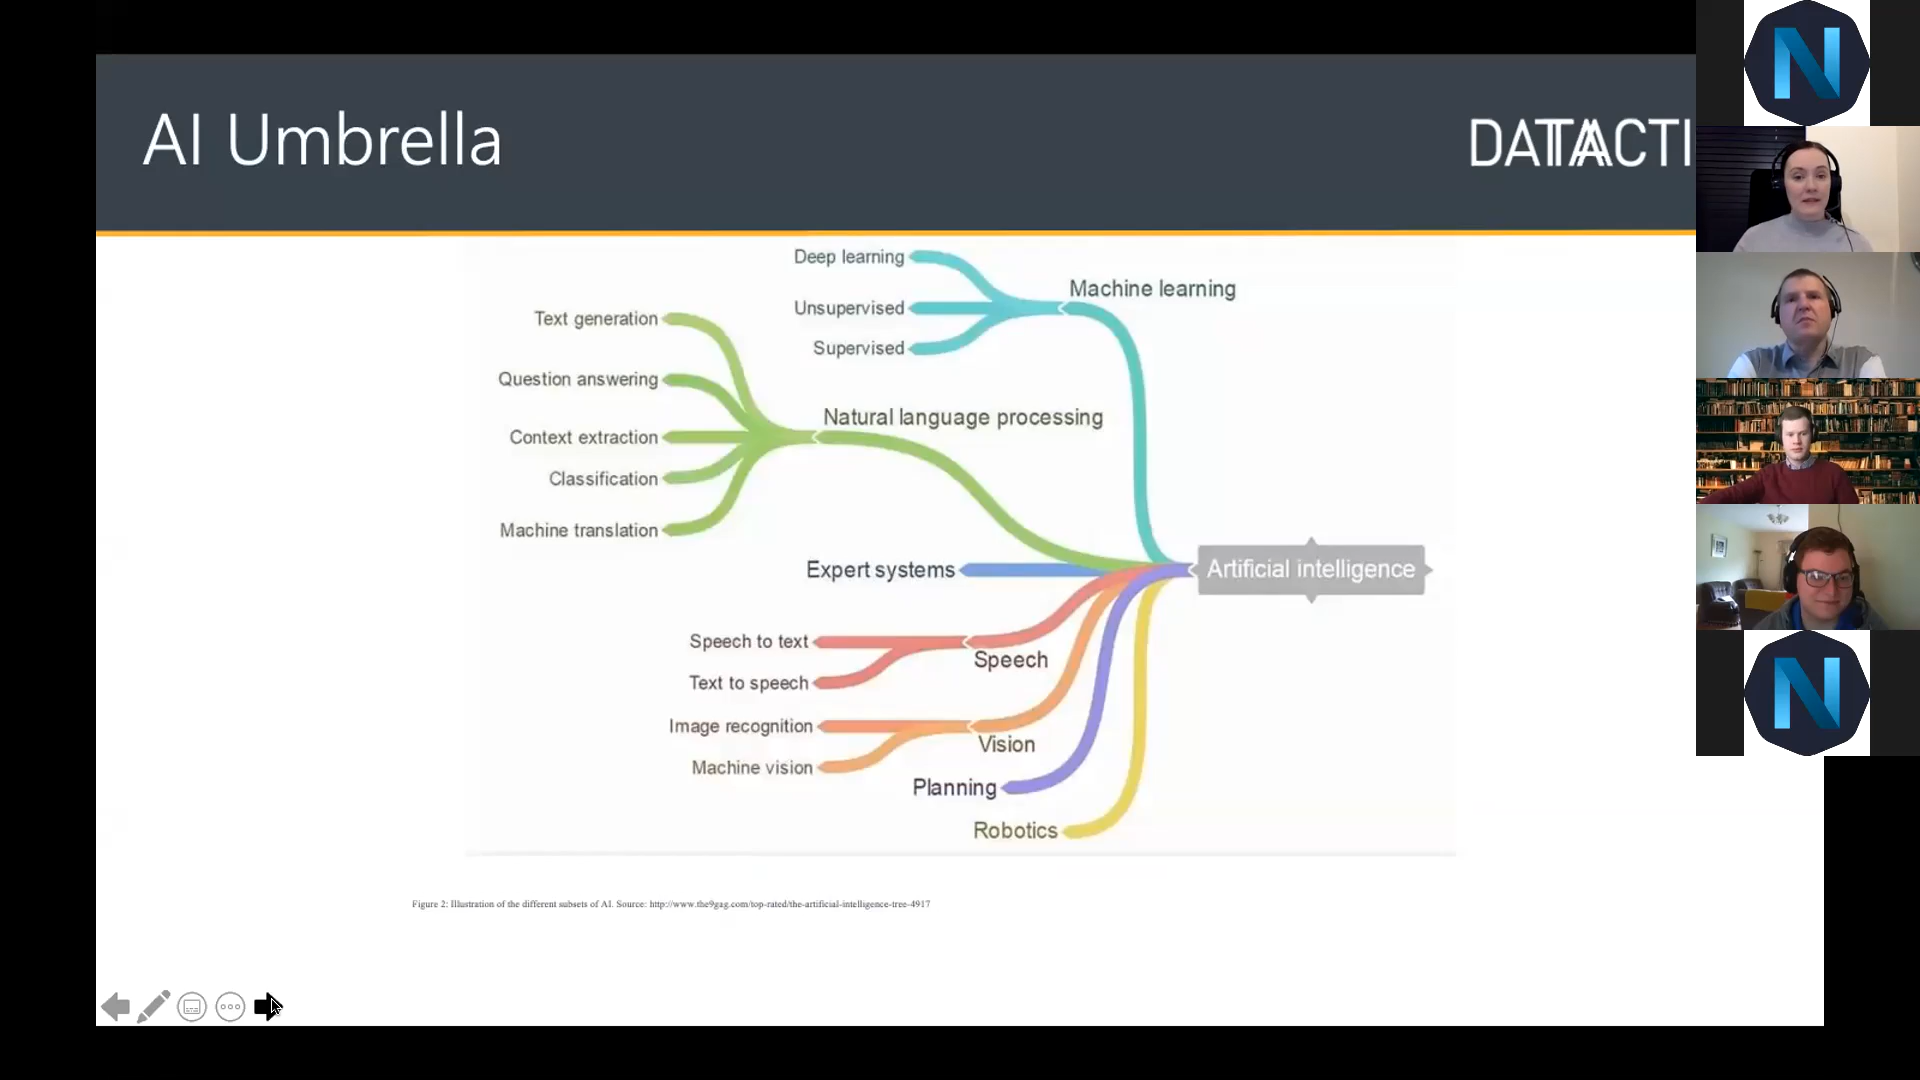 AI Umbrella
DATAACTI
Deep learning
Machine learning
Unsupervised
Supervised
Text generation
Question answering
Natural language processing
Context extraction
Classification
Machine translation
Expert systems
Artificial intelligence
Speech to text
Speech
Text to speech
Image recognition
Vision
Machine vision
Planning
Robotics
Figure 2: Illustration of the different subsets of AI. Source: http://www.the9gag.com/top-rated/the-artificial-intelligence-tree-4917
N
N